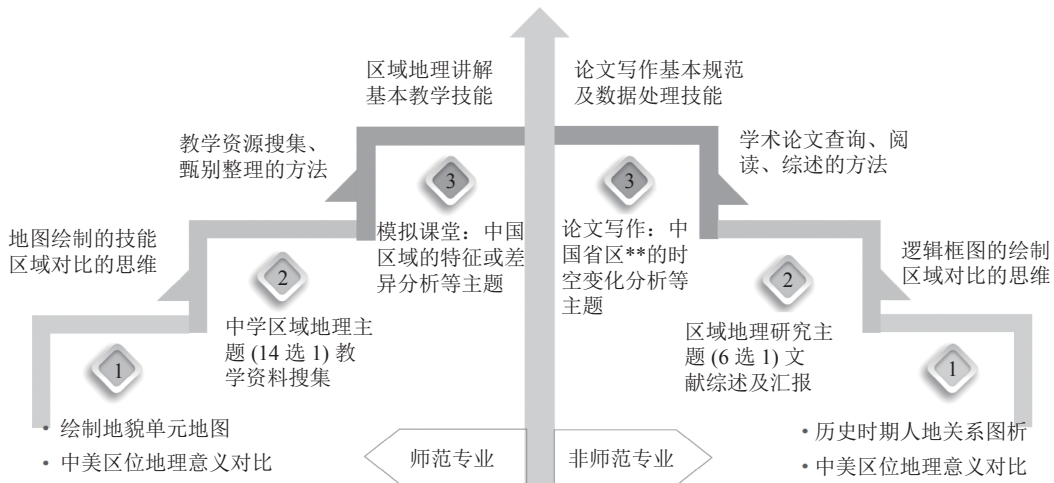 区域地理讲解
基本教学技能
论文写作基本规范
及数据处理技能
教学资源搜集、
甄别整理的方法
学术论文查询、阅
读、综述的方法
3
3
地图绘制的技能
区域对比的思维
模拟课堂：中国
区域的特征或差
异分析等主题
论文写作：中
国省区**的时
空变化分析等
主题
逻辑框图的绘制
区域对比的思维
2
2
中学区域地理主
题 (14 选 1) 教
学资料搜集
区域地理研究主
题 (6 选 1) 文
献综述及汇报
1
1
• 绘制地貌单元地图
• 中美区位地理意义对比
师范专业
非师范专业
• 历史时期人地关系图析
• 中美区位地理意义对比